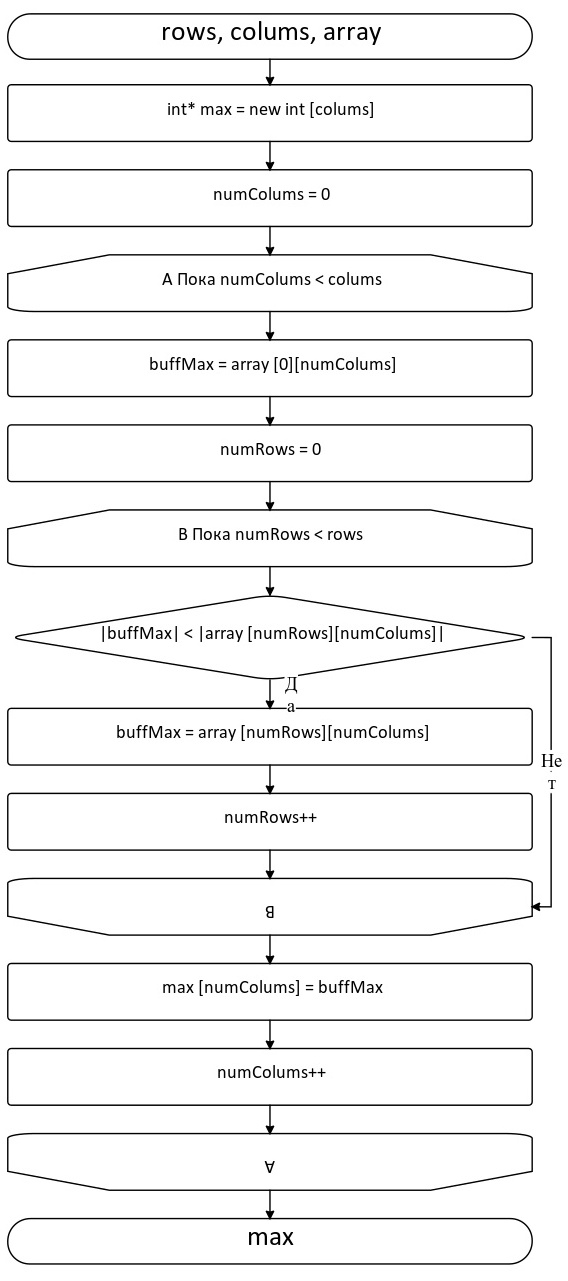 rows, colums, array
int* max = new int [colums]
numColums = 0
А Пока numColums < colums
buffMax = array [0][numColums]
numRows = 0
В Пока numRows < rows
|buffMax| < |array [numRows][numColums]|
Д
а
buffMax = array [numRows][numColums]
Не
т
numRows++
В
max [numColums] = buffMax
numColums++
А
max